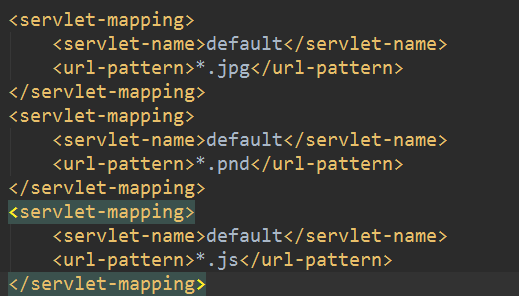 <servlet-mapping>
    <servlet-name>default</servlet-name>
    <url-pattern>*.jpg</url-pattern>
</servlet-mapping>
<servlet-mapping>
    <servlet-name>default</servlet-name>
    <url-pattern>*.pnd</url-pattern>
</servlet-mapping>
<servlet-mapping>
    <servlet-name>default</servlet-name>
    <url-pattern>*.js</url-pattern>
</servlet-mapping>